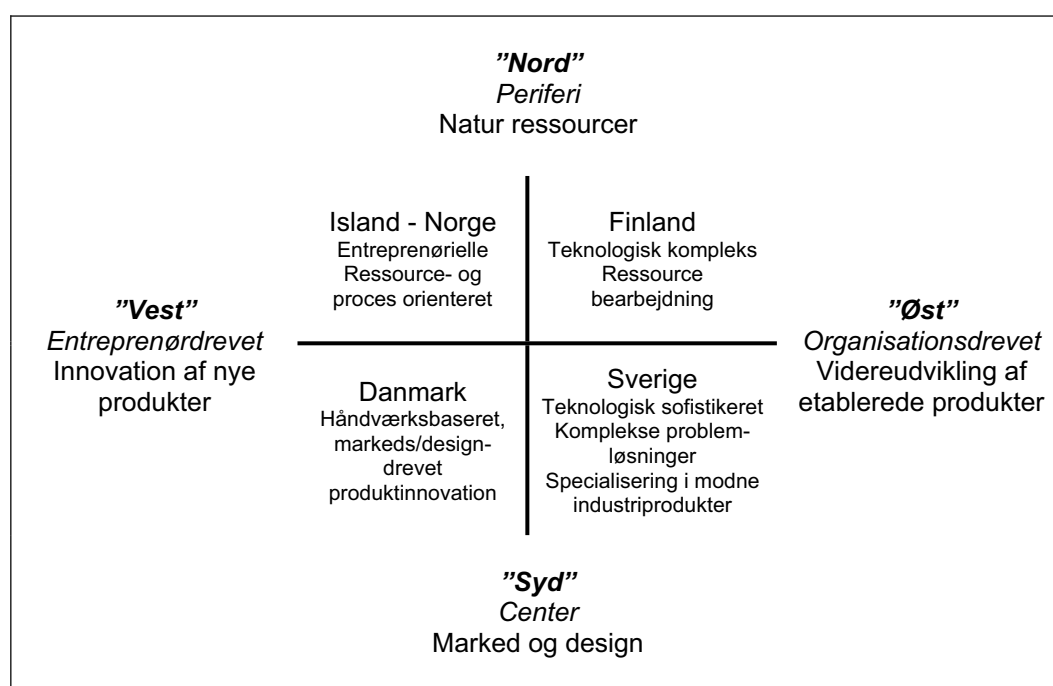 ”Nord”
Periferi
Natur ressourcer
Island - Norge
Entreprenørielle
Ressource- og
proces orienteret
Finland
Teknologisk kompleks
Ressource
bearbejdning
”Vest”
Entreprenørdrevet
Innovation af nye
produkter
”Øst”
Organisationsdrevet
Videreudvikling af
etablerede produkter
Danmark
Håndværksbaseret,
markeds/design-
drevet
produktinnovation
Sverige
Teknologisk sofistikeret
Komplekse problem-
løsninger
Specialisering i modne
industriprodukter
”Syd”
Center
Marked og design